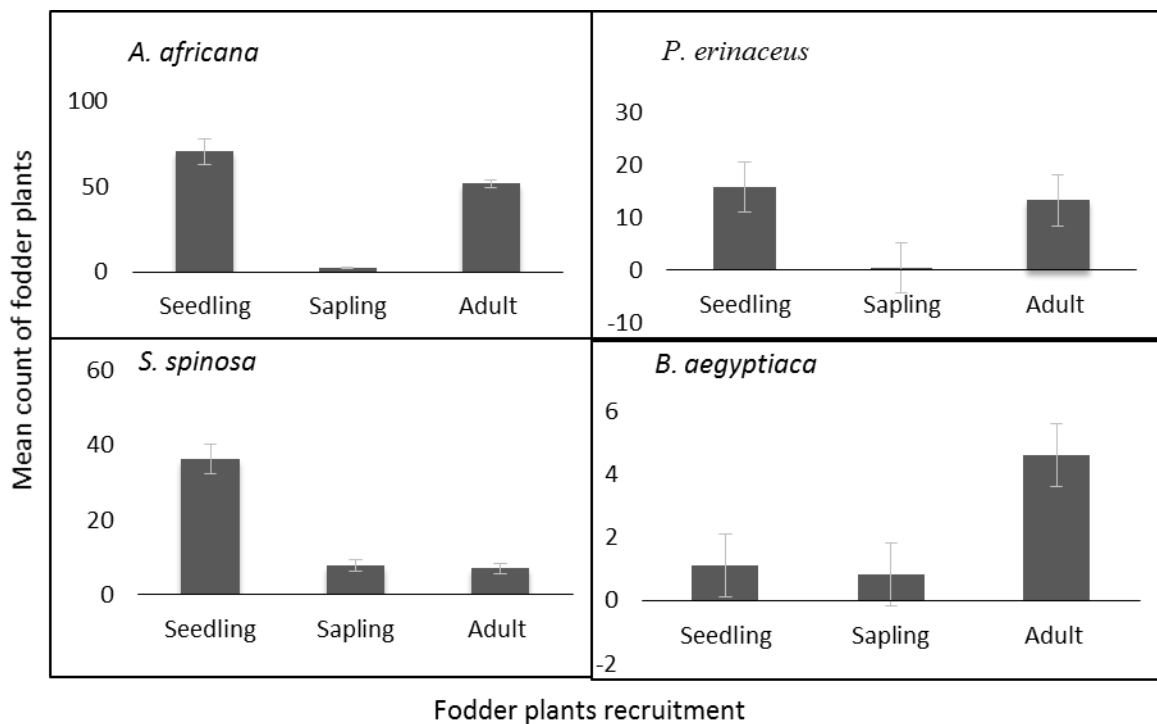 Mean count of fodder plants
A. africana
100
50
0
Seedling Sapling Adult
P. erinaceus
30
20
10
0
-10
Seedling Sapling Adult
S. spinosa
60
40
20
0
Seedling Sapling Adult
B. aegyptiaca
6
4
2
0
-2
Seedling Sapling Adult
Fodder plants recruitment